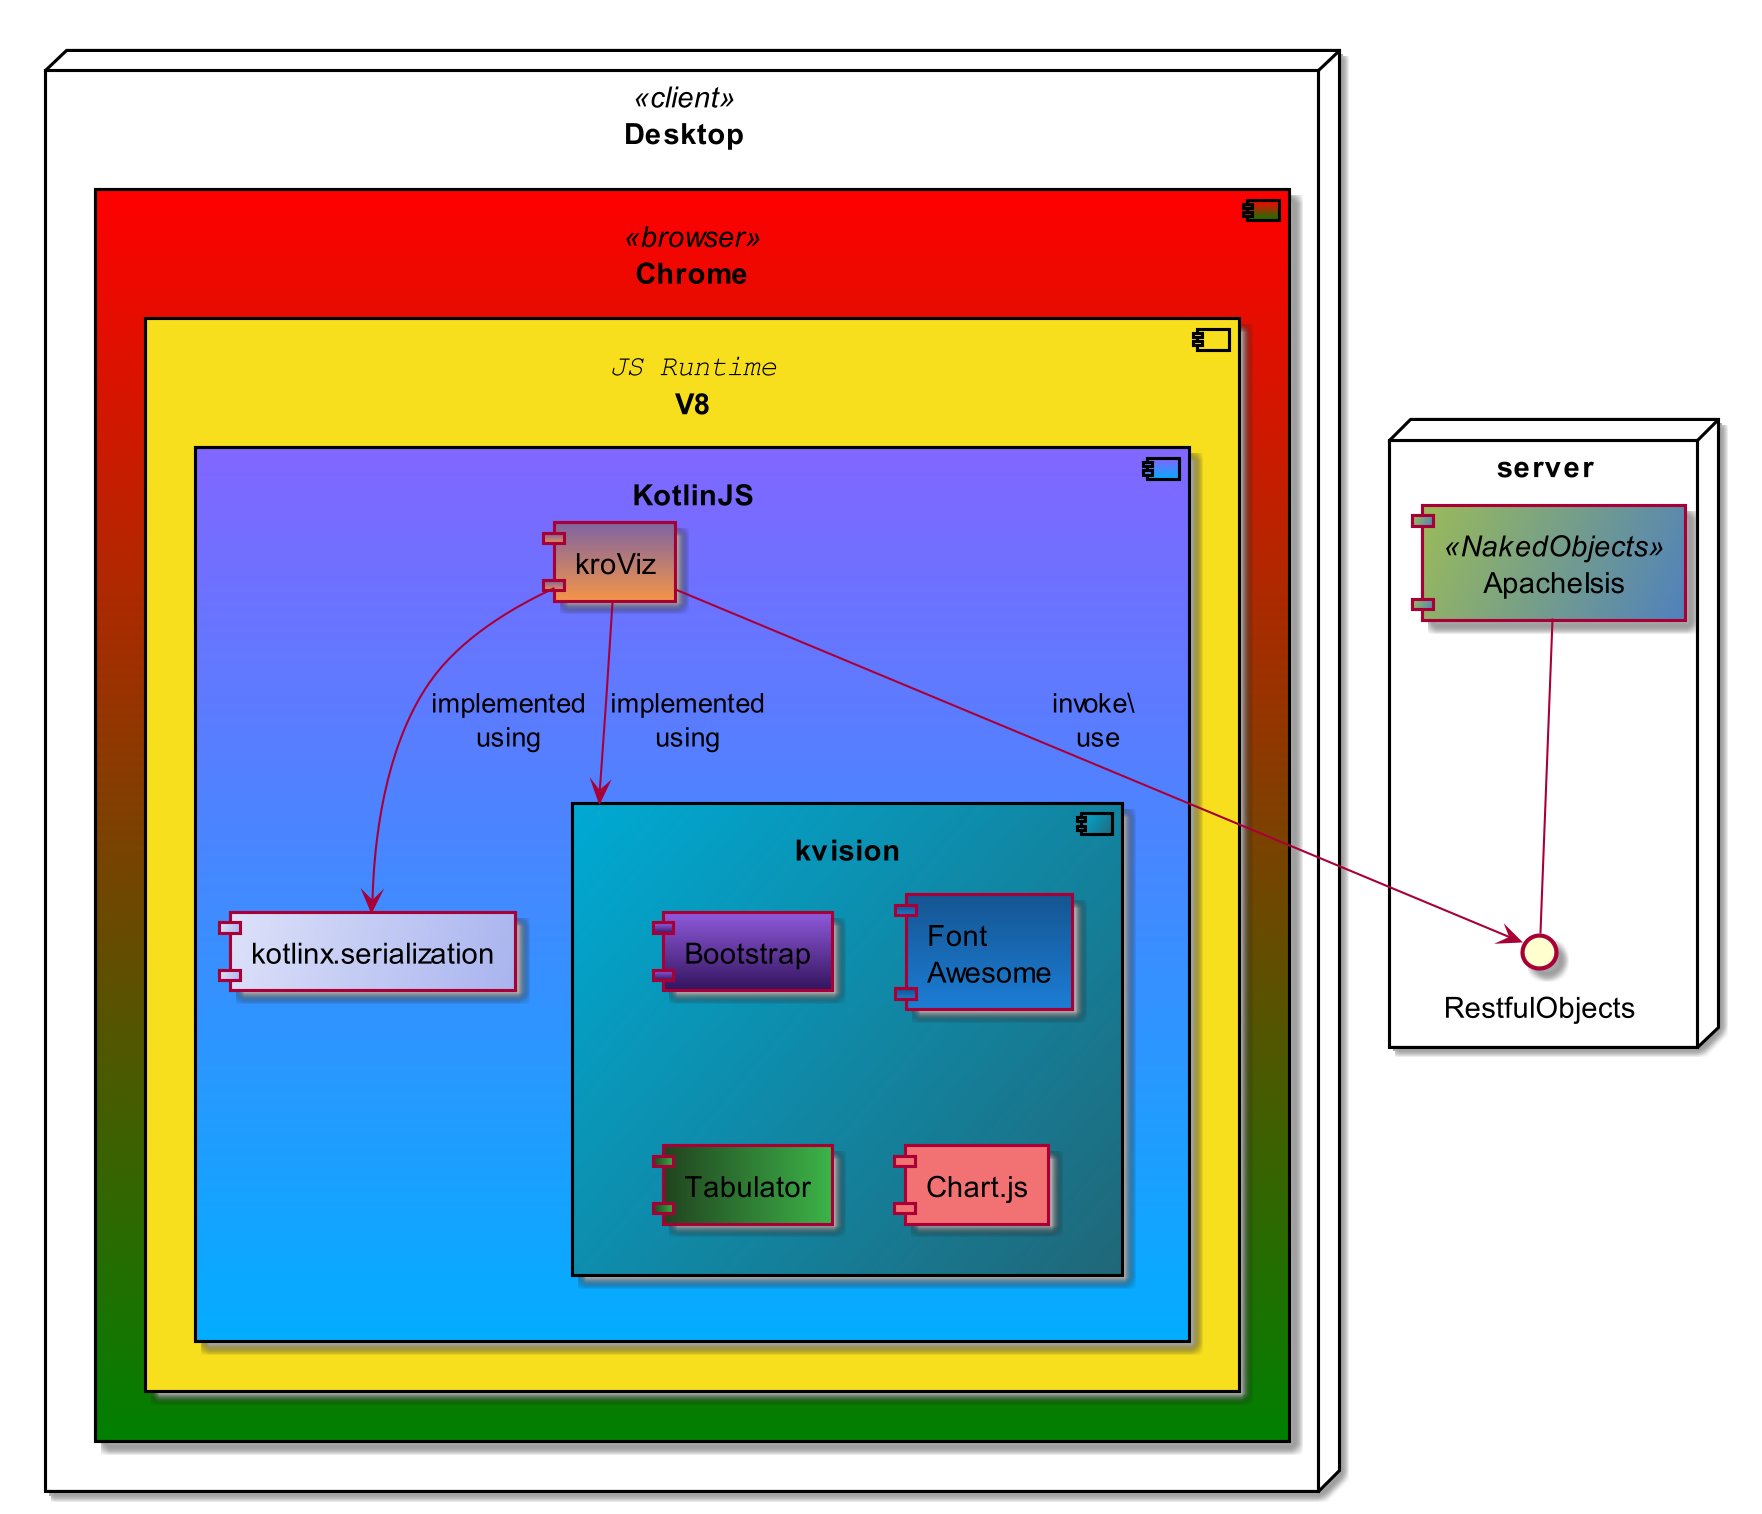 «client»
Desktop
«browser»
Chrome
JS Runtime
V8
KotlinJS
kroViz
implemented
using
implemented
using
invoke\
use
kotlinx.serialization
kvision
Bootstrap
Font
Awesome
Tabulator
Chart.js
server
«NakedObjects»
ApacheIsis
RestfulObjects